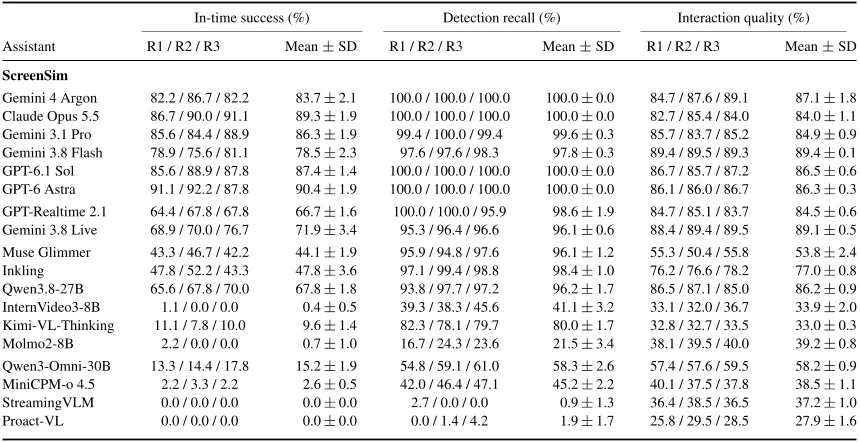 In-time success (%) Detection recall (%) Interaction quality (%)
Assistant R1 / R2 / R3 Mean ± SD R1 / R2 / R3 Mean ± SD R1 / R2 / R3 Mean ± SD
ScreenSim
Gemini 4 Argon 82.2 / 86.7 / 82.2 83.7 ± 2.1 100.0 / 100.0 / 100.0 100.0 ± 0.0 84.7 / 87.6 / 89.1 87.1 ± 1.8
Claude Opus 5.5 86.7 / 90.0 / 91.1 89.3 ± 1.9 100.0 / 100.0 / 100.0 100.0 ± 0.0 82.7 / 85.4 / 84.0 84.0 ± 1.1
Gemini 3.1 Pro 85.6 / 84.4 / 88.9 86.3 ± 1.9 99.4 / 100.0 / 99.4 99.6 ± 0.3 85.7 / 83.7 / 85.2 84.9 ± 0.9
Gemini 3.8 Flash 78.9 / 75.6 / 81.1 78.5 ± 2.3 97.6 / 97.6 / 98.3 97.8 ± 0.3 89.4 / 89.5 / 89.3 89.4 ± 0.1
GPT-6.1 Sol 85.6 / 88.9 / 87.8 87.4 ± 1.4 100.0 / 100.0 / 100.0 100.0 ± 0.0 86.7 / 85.7 / 87.2 86.5 ± 0.6
GPT-6 Astra 91.1 / 92.2 / 87.8 90.4 ± 1.9 100.0 / 100.0 / 100.0 100.0 ± 0.0 86.1 / 86.0 / 86.7 86.3 ± 0.3
GPT-Realtime 2.1 64.4 / 67.8 / 67.8 66.7 ± 1.6 100.0 / 100.0 / 95.9 98.6 ± 1.9 84.7 / 85.1 / 83.7 84.5 ± 0.6
Gemini 3.8 Live 68.9 / 70.0 / 76.7 71.9 ± 3.4 95.3 / 96.4 / 96.6 96.1 ± 0.6 88.4 / 89.4 / 89.5 89.1 ± 0.5
Muse Glimmer 43.3 / 46.7 / 42.2 44.1 ± 1.9 95.9 / 94.8 / 97.6 96.1 ± 1.2 55.3 / 50.4 / 55.8 53.8 ± 2.4
Inkling 47.8 / 52.2 / 43.3 47.8 ± 3.6 97.1 / 99.4 / 98.8 98.4 ± 1.0 76.2 / 76.6 / 78.2 77.0 ± 0.8
Qwen3.8-27B 65.6 / 67.8 / 70.0 67.8 ± 1.8 93.8 / 97.7 / 97.2 96.2 ± 1.7 86.5 / 87.1 / 85.0 86.2 ± 0.9
InternVideo3-8B 1.1 / 0.0 / 0.0 0.4 ± 0.5 39.3 / 38.3 / 45.6 41.1 ± 3.2 33.1 / 32.0 / 36.7 33.9 ± 2.0
Kimi-VL-Thinking 11.1 / 7.8 / 10.0 9.6 ± 1.4 82.3 / 78.1 / 79.7 80.0 ± 1.7 32.8 / 32.7 / 33.5 33.0 ± 0.3
Molmo2-8B 2.2 / 0.0 / 0.0 0.7 ± 1.0 16.7 / 24.3 / 23.6 21.5 ± 3.4 38.1 / 39.5 / 40.0 39.2 ± 0.8
Qwen3-Omni-30B 13.3 / 14.4 / 17.8 15.2 ± 1.9 54.8 / 59.1 / 61.0 58.3 ± 2.6 57.4 / 57.6 / 59.5 58.2 ± 0.9
MiniCPM-o 4.5 2.2 / 3.3 / 2.2 2.6 ± 0.5 42.0 / 46.4 / 47.1 45.2 ± 2.2 40.1 / 37.5 / 37.8 38.5 ± 1.1
StreamingVLM 0.0 / 0.0 / 0.0 0.0 ± 0.0 2.7 / 0.0 / 0.0 0.9 ± 1.3 36.4 / 38.5 / 36.5 37.2 ± 1.0
Proact-VL 0.0 / 0.0 / 0.0 0.0 ± 0.0 0.0 / 1.4 / 4.2 1.9 ± 1.7 25.8 / 29.5 / 28.5 27.9 ± 1.6